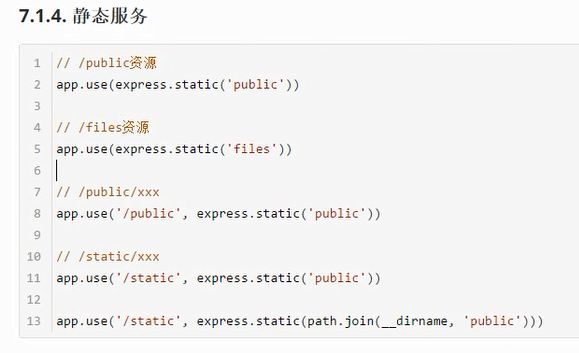 7.1.4. 静态服务
1 // /public资源
2 app.use(express.static('public'))
3
4 // /files资源
5 app.use(express.static('files'))
6
7 // /public/xxx
8 app.use('/public', express.static('public'))
9
10 // /static/xxx
11 app.use('/static', express.static('public'))
12
13 app.use('/static', express.static(path.join(__dirname, 'public')))